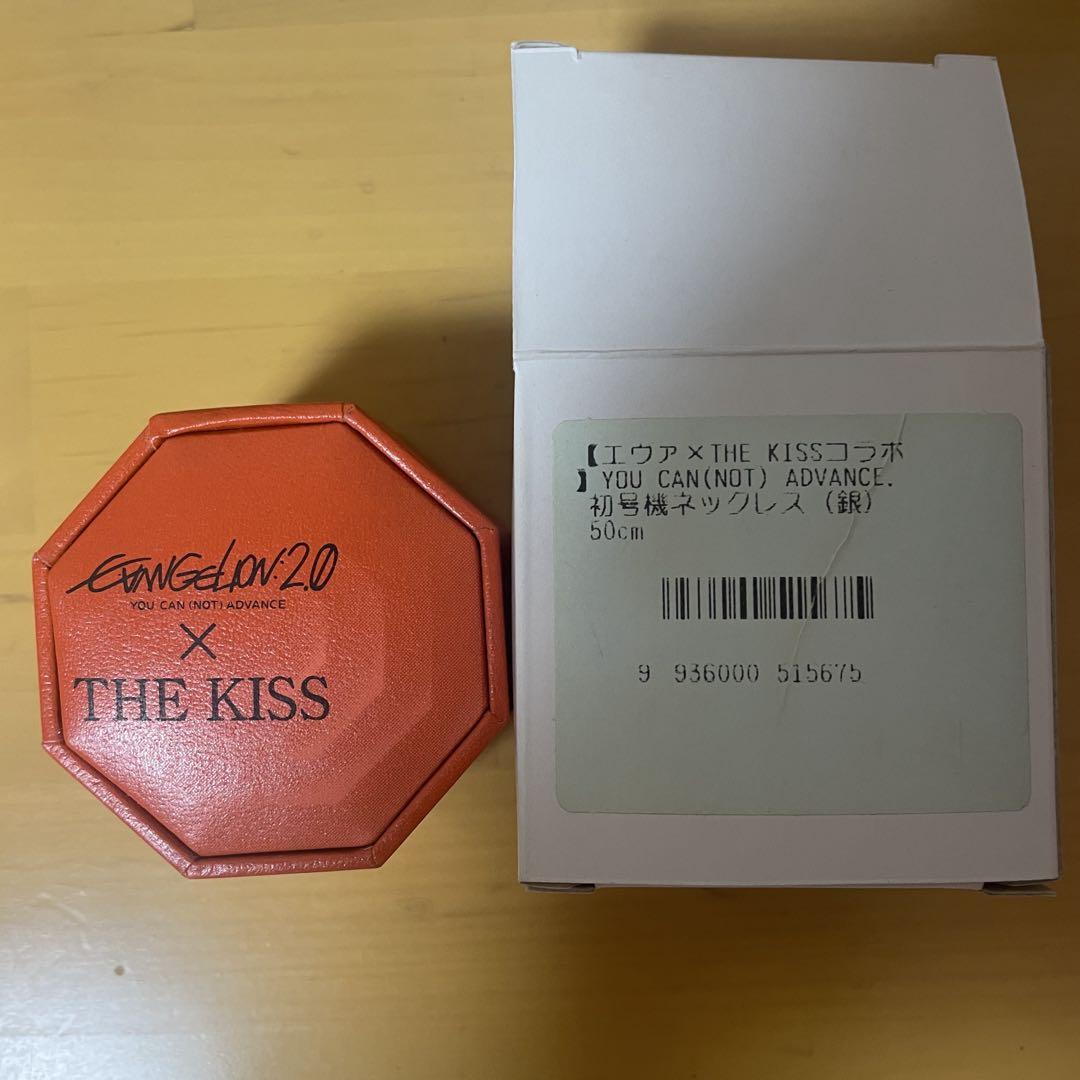 EVANGELION:2.0
YOU CAN (NOT) ADVANCE
×
THE KISS
【エヴァ×THE KISSコラボ
】YOU CAN(NOT) ADVANCE.
初号機ネックレス (銀)
50cm
9 936000 515675